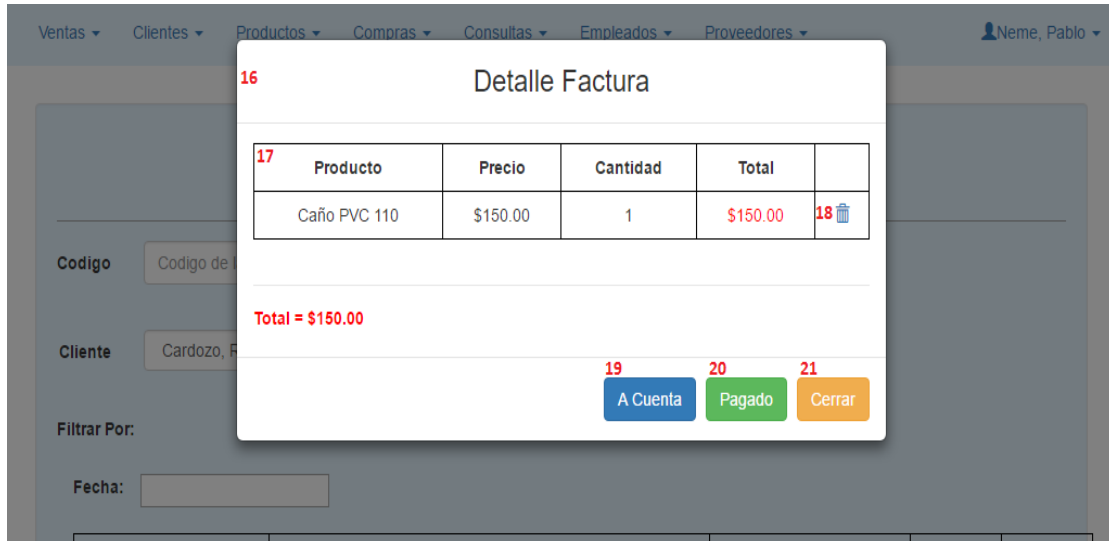 Ventas Clientes Productos Compras Consultas Empleados Proveedores Neme, Pablo
16 Detalle Factura
17 Producto Precio Cantidad Total
Caño PVC 110 $150.00 1 $150.00 18
Codigo Codigo de
Total = $150.00
Cliente Cardozo,
19 20 21
A Cuenta Pagado Cerrar
Filtrar Por:
Fecha: